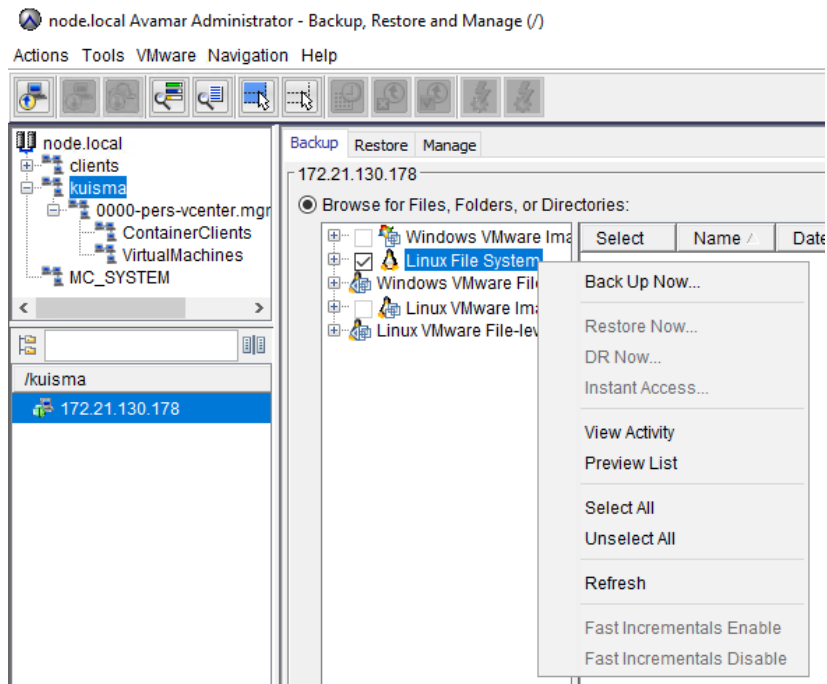 node.local Avamar Administrator - Backup, Restore and Manage (/)
Actions Tools VMware Navigation Help
node.local
clients
kuisma
0000-pers-vcenter.mgr
ContainerClients
VirtualMachines
MC_SYSTEM
/kuisma
172.21.130.178
Backup Restore Manage
172.21.130.178
Browse for Files, Folders, or Directories:
Windows VMware Ima
Linux File System
Windows VMware File
Linux VMware Ima
Linux VMware File-lev
Select Name Date
Back Up Now...
Restore Now...
DR Now...
Instant Access...
View Activity
Preview List
Select All
Unselect All
Refresh
Fast Incrementals Enable
Fast Incrementals Disable